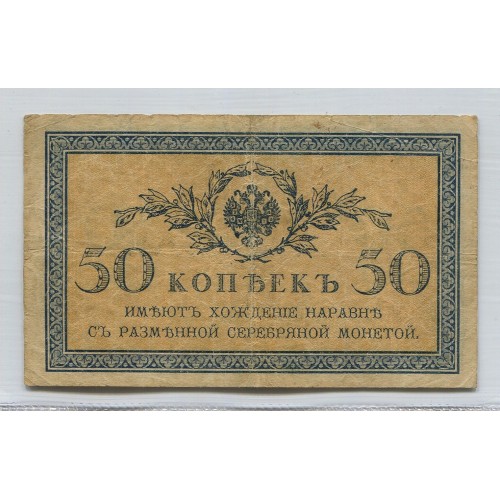 50 КОПѢЕКЪ 50
ИМѢЮТЪ ХОЖДЕНІЕ НАРАВНѢ
СЪ РАЗМѢННОЙ СЕРЕБРЯНОЙ МОНЕТОЙ.